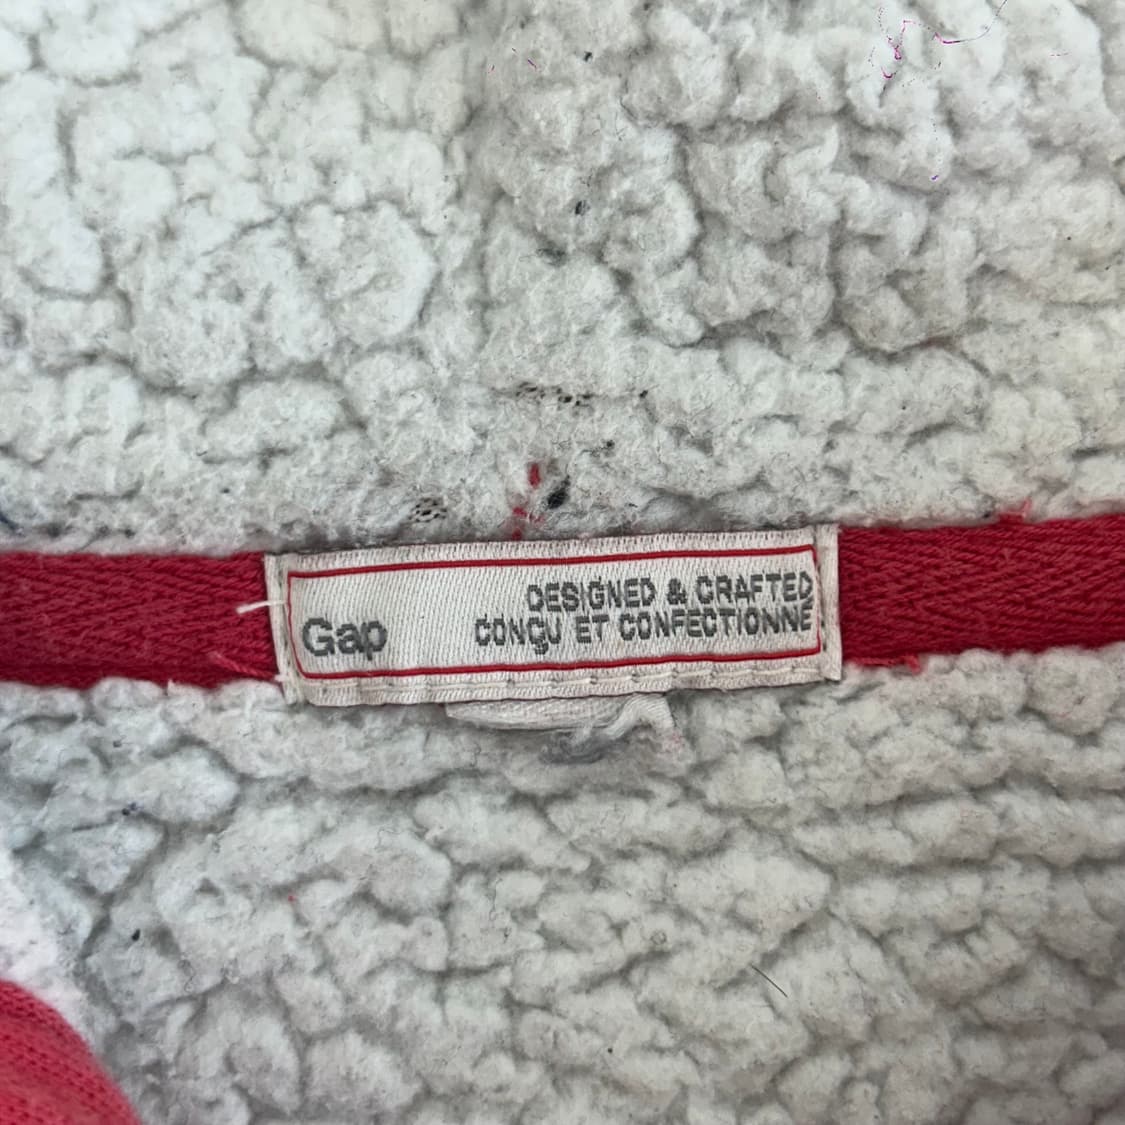 DESIGNED & CRAFTED
Gap
CONÇU ET CONFECTIONNÉ